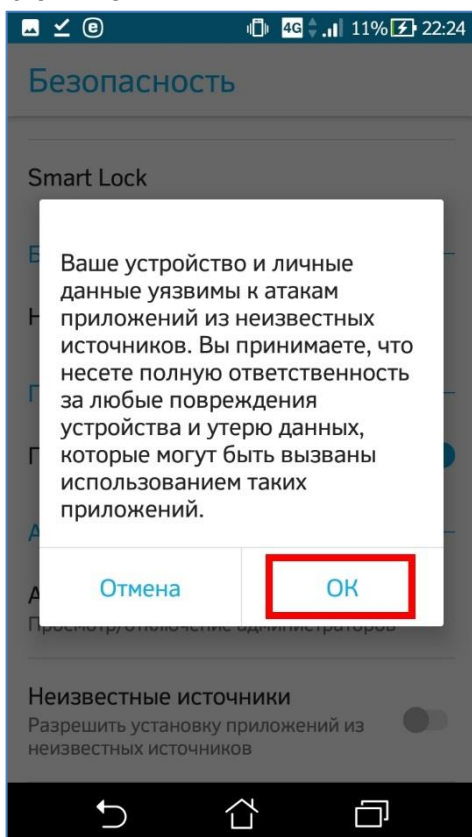 4G 11% 22:24
Безопасность
Smart Lock
Ваше устройство и личные
данные уязвимы к атакам
приложений из неизвестных
источников. Вы принимаете, что
несете полную ответственность
за любые повреждения
устройства и утерю данных,
которые могут быть вызваны
использованием таких
приложений.
Отмена ОК
Неизвестные источники
Разрешить установку приложений из
неизвестных источников